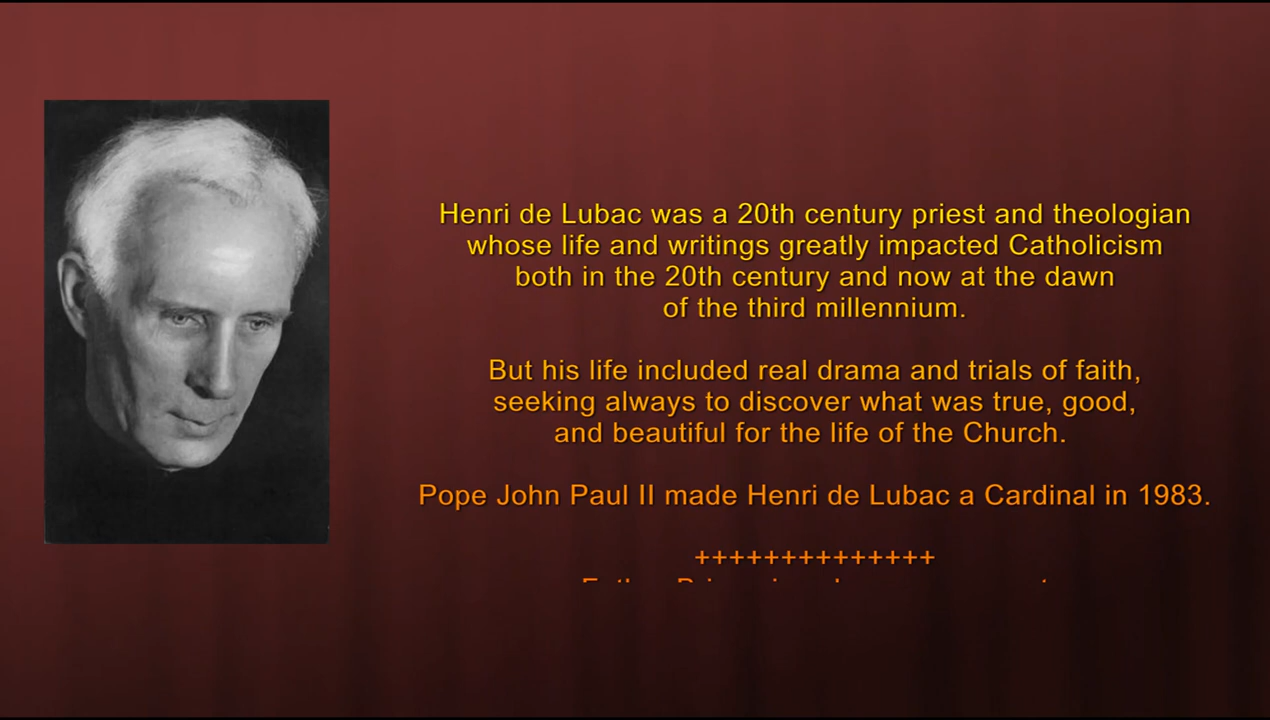 Henri de Lubac was a 20th century priest and theologian
whose life and writings greatly impacted Catholicism
both in the 20th century and now at the dawn
of the third millennium.
But his life included real drama and trials of faith,
seeking always to discover what was true, good,
and beautiful for the life of the Church.
Pope John Paul II made Henri de Lubac a Cardinal in 1983.
++++++++++++++